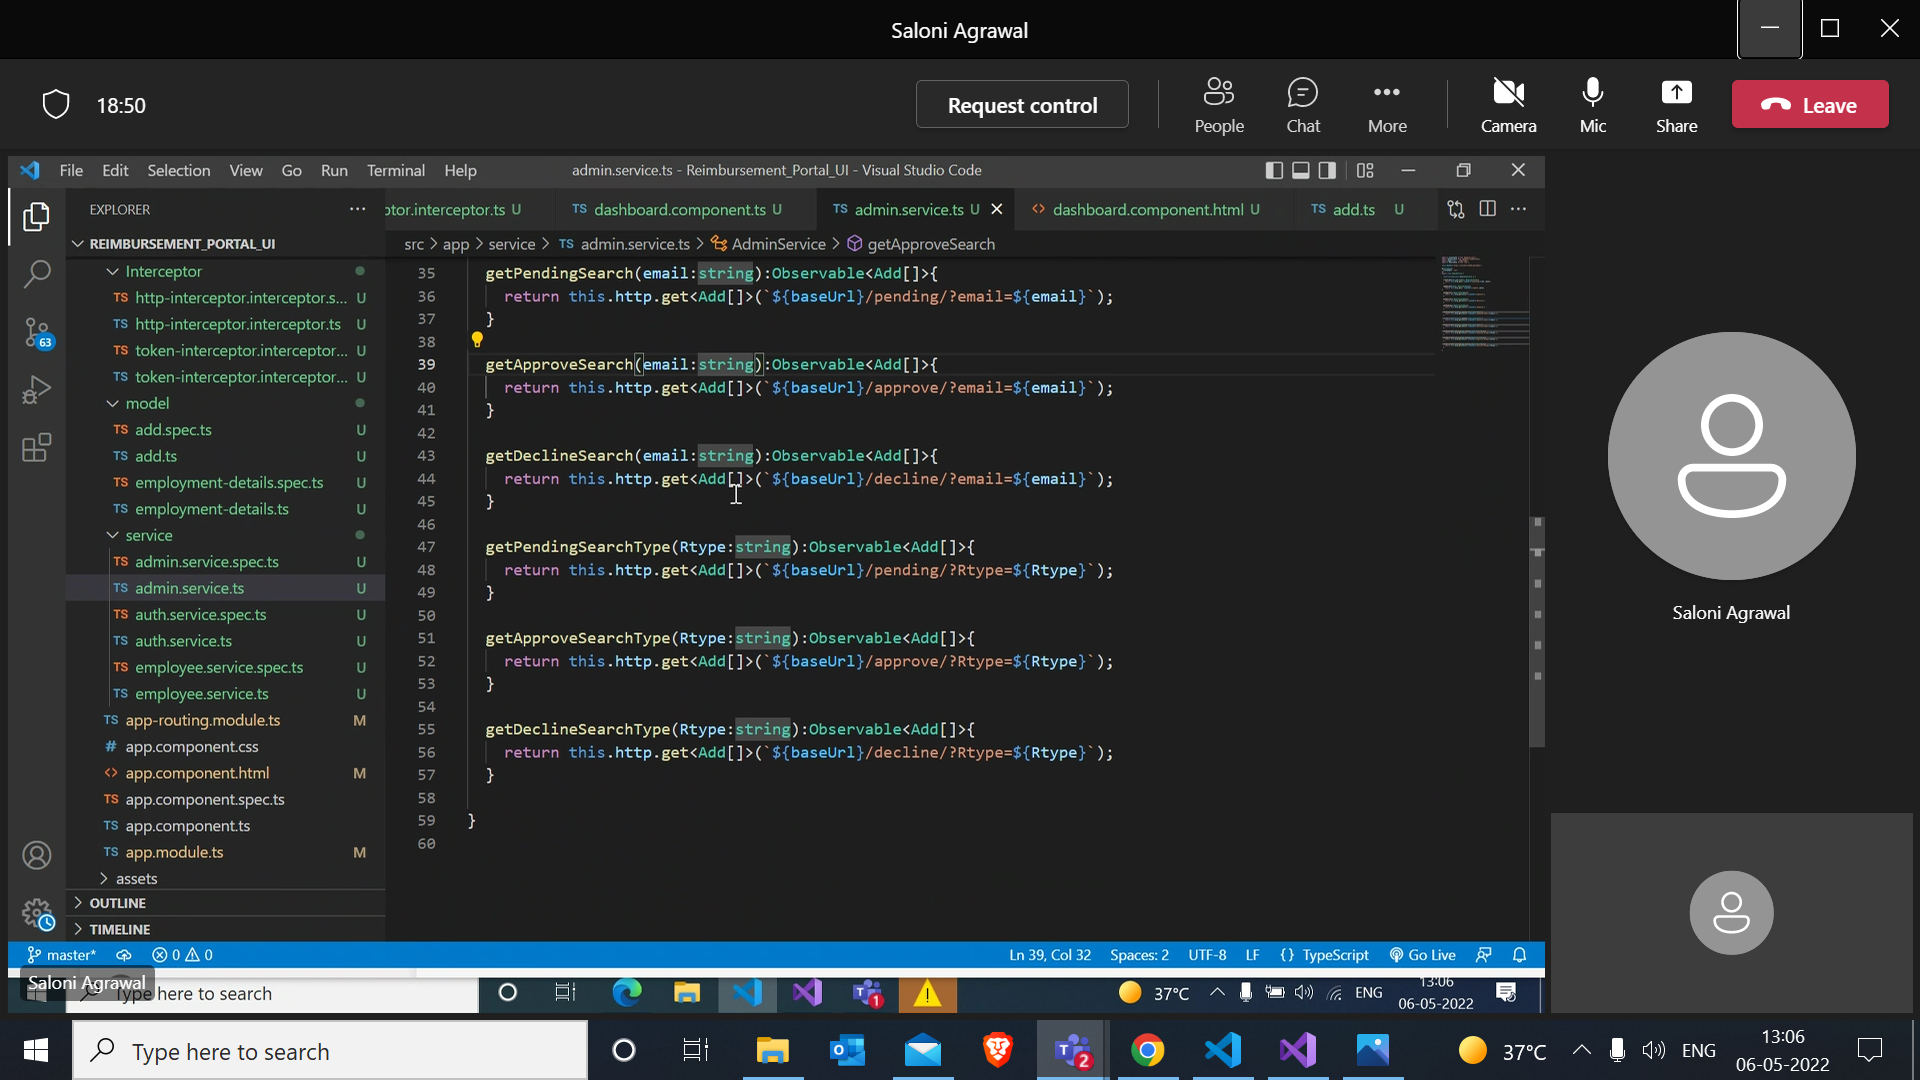 Saloni Agrawal
18:50
Request control
People
Chat
More
Camera
Mic
Share
Leave
File Edit Selection View Go Run Terminal Help
admin.service.ts - Reimbursement_Portal_UI - Visual Studio Code
EXPLORER
ptor.interceptor.ts U
TS dashboard.component.ts U
TS admin.service.ts U
<> dashboard.component.html U
TS add.ts U
REIMBURSEMENT_PORTAL_UI
src > app > service > TS admin.service.ts > AdminService > getApproveSearch
Interceptor
TS http-interceptor.interceptor.s... U
TS http-interceptor.interceptor.ts U
TS token-interceptor.interceptor... U
TS token-interceptor.interceptor... U
model
TS add.spec.ts U
TS add.ts U
TS employment-details.spec.ts U
TS employment-details.ts U
service
TS admin.service.spec.ts U
TS admin.service.ts U
TS auth.service.spec.ts U
TS auth.service.ts U
TS employee.service.spec.ts U
TS employee.service.ts U
TS app-routing.module.ts M
# app.component.css
<> app.component.html M
TS app.component.spec.ts
TS app.component.ts
TS app.module.ts M
assets
OUTLINE
TIMELINE
63
35 getPendingSearch(email:string):Observable<Add[]>{
36 return this.http.get<Add[]>(`${baseUrl}/pending/?email=${email}`);
37 }
38
39 getApproveSearch(email:string):Observable<Add[]>{
40 return this.http.get<Add[]>(`${baseUrl}/approve/?email=${email}`);
41 }
42
43 getDeclineSearch(email:string):Observable<Add[]>{
44 return this.http.get<Add[]>(`${baseUrl}/decline/?email=${email}`);
45 }
46
47 getPendingSearchType(Rtype:string):Observable<Add[]>{
48 return this.http.get<Add[]>(`${baseUrl}/pending/?Rtype=${Rtype}`);
49 }
50
51 getApproveSearchType(Rtype:string):Observable<Add[]>{
52 return this.http.get<Add[]>(`${baseUrl}/approve/?Rtype=${Rtype}`);
53 }
54
55 getDeclineSearchType(Rtype:string):Observable<Add[]>{
56 return this.http.get<Add[]>(`${baseUrl}/decline/?Rtype=${Rtype}`);
57 }
58
59 }
60
Saloni Agrawal
master* 0 0
Ln 39, Col 32 Spaces: 2 UTF-8 LF {} TypeScript Go Live
Saloni Agrawal
Type here to search
1
37°C
ENG
13:06
06-05-2022
Type here to search
2
37°C
ENG
13:06
06-05-2022